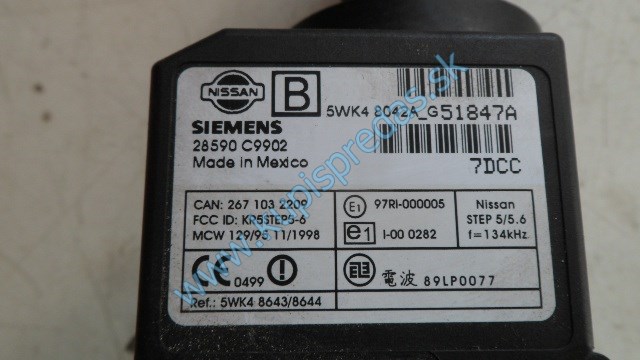 NISSAN
B
5WK4 8042A_G51847A
SIEMENS
28590 C9902
Made in Mexico
7DCC
CAN: 267 103 2209
FCC ID: KR5STEP5-6
MCW 129/95 11/1998
E1 97RI-000005
e1 I-00 0282
Nissan
STEP 5/5.6
f=134kHz
CE 0499
電波 89LP0077
Ref.: 5WK4 8643/8644
www.kupispredas.sk